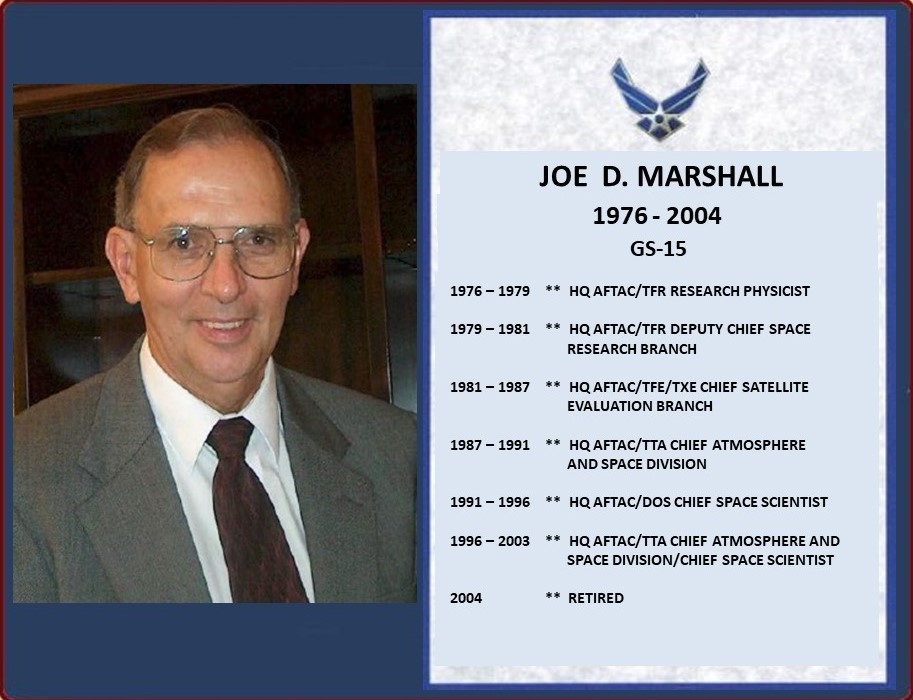 JOE D. MARSHALL
1976 - 2004
GS-15
1976 – 1979 ** HQ AFTAC/TFR RESEARCH PHYSICIST
1979 – 1981 ** HQ AFTAC/TFR DEPUTY CHIEF SPACE
RESEARCH BRANCH
1981 – 1987 ** HQ AFTAC/TFE/TXE CHIEF SATELLITE
EVALUATION BRANCH
1987 – 1991 ** HQ AFTAC/TTA CHIEF ATMOSPHERE
AND SPACE DIVISION
1991 – 1996 ** HQ AFTAC/DOS CHIEF SPACE SCIENTIST
1996 – 2003 ** HQ AFTAC/TTA CHIEF ATMOSPHERE AND
SPACE DIVISION/CHIEF SPACE SCIENTIST
2004 ** RETIRED